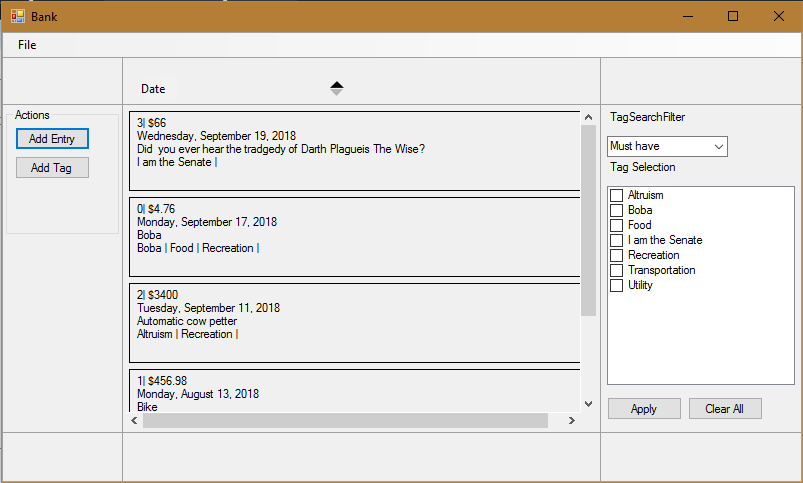 Bank
File
Date
Actions
Add Entry
Add Tag
3| $66
Wednesday, September 19, 2018
Did you ever hear the tradgedy of Darth Plagueis The Wise?
I am the Senate |
0| $4.76
Monday, September 17, 2018
Boba
Boba | Food | Recreation |
2| $3400
Tuesday, September 11, 2018
Automatic cow petter
Altruism | Recreation |
1| $456.98
Monday, August 13, 2018
Bike
TagSearchFilter
Must have
Tag Selection
Altruism
Boba
Food
I am the Senate
Recreation
Transportation
Utility
Apply
Clear All